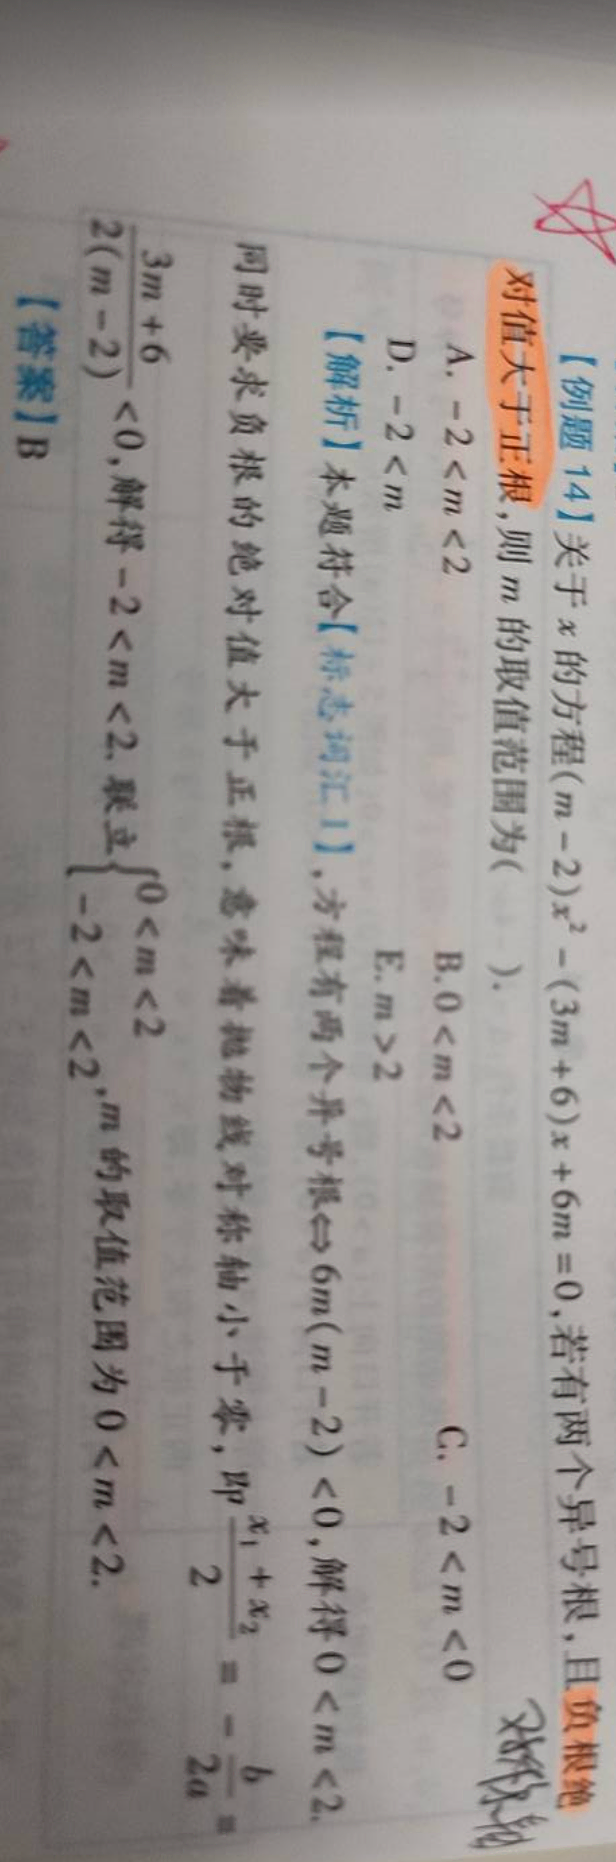 【例题 14】关于 x 的方程(m-2)x²-(3m+6)x+6m=0,若有两个异号根,且负根绝
对值大于正根,则 m 的取值范围为(  ).
对称轴
A. -2<m<2 B. 0<m<2 C. -2<m<0
D. -2<m E. m>2
【解析】本题符合【标志词汇 1】,方程有两个异号根⇔6m(m-2)<0,解得 0<m<2.
同时要求负根的绝对值大于正根,意味着抛物线对称轴小于零,即 \frac{x_1+x_2}{2} = -\frac{b}{2a} =
\frac{3m+6}{2(m-2)} <0,解得-2<m<2.联立 \begin{cases} 0<m<2 \\ -2<m<2 \end{cases},m 的取值范围为 0<m<2.
【答案】B